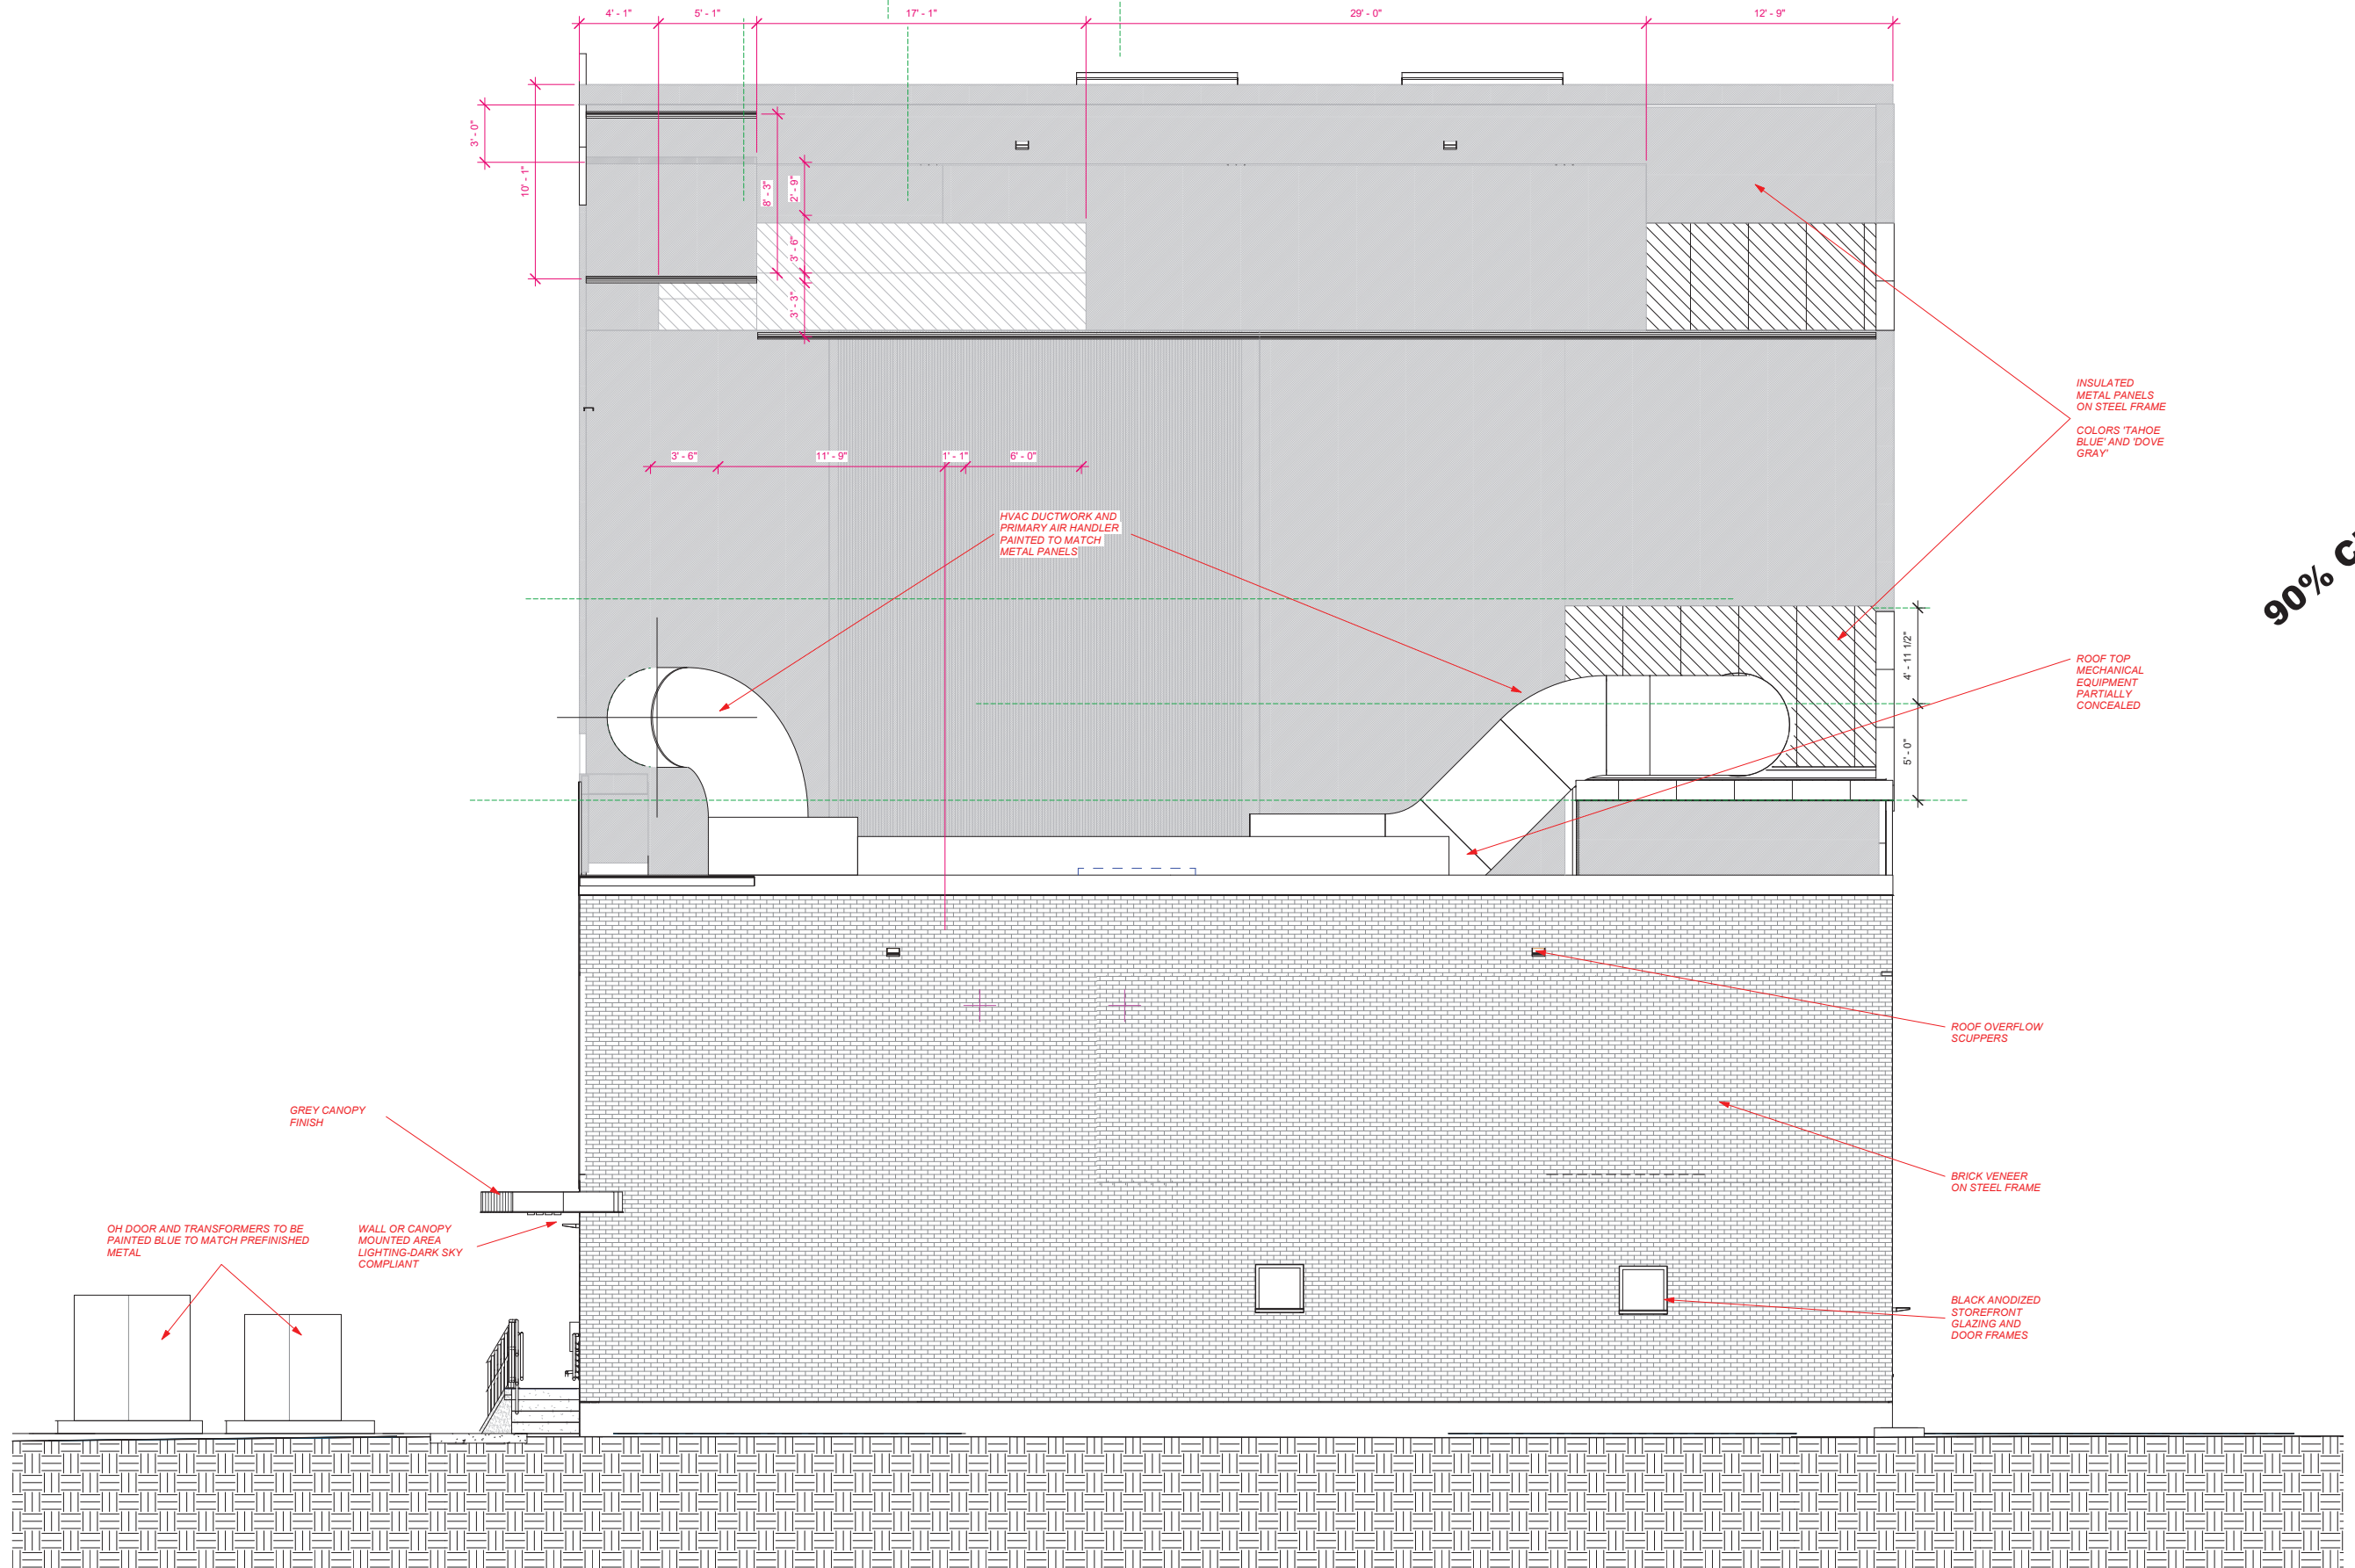 4' - 1"
5' - 1"
17' - 1"
29' - 0"
12' - 9"
3' - 0"
10' - 1"
8' - 3"
2' - 9"
3' - 6"
3' - 3"
INSULATED
METAL PANELS
ON STEEL FRAME
COLORS 'TAHOE
BLUE' AND 'DOVE
GRAY'
3' - 6"
11' - 9"
1' - 1"
6' - 0"
HVAC DUCTWORK AND
PRIMARY AIR HANDLER
PAINTED TO MATCH
METAL PANELS
90%
4' - 11 1/2"
5' - 0"
ROOF TOP
MECHANICAL
EQUIPMENT
PARTIALLY
CONCEALED
ROOF OVERFLOW
SCUPPERS
GREY CANOPY
FINISH
BRICK VENEER
ON STEEL FRAME
OH DOOR AND TRANSFORMERS TO BE
PAINTED BLUE TO MATCH PREFINISHED
METAL
WALL OR CANOPY
MOUNTED AREA
LIGHTING-DARK SKY
COMPLIANT
BLACK ANODIZED
STOREFRONT
GLAZING AND
DOOR FRAMES